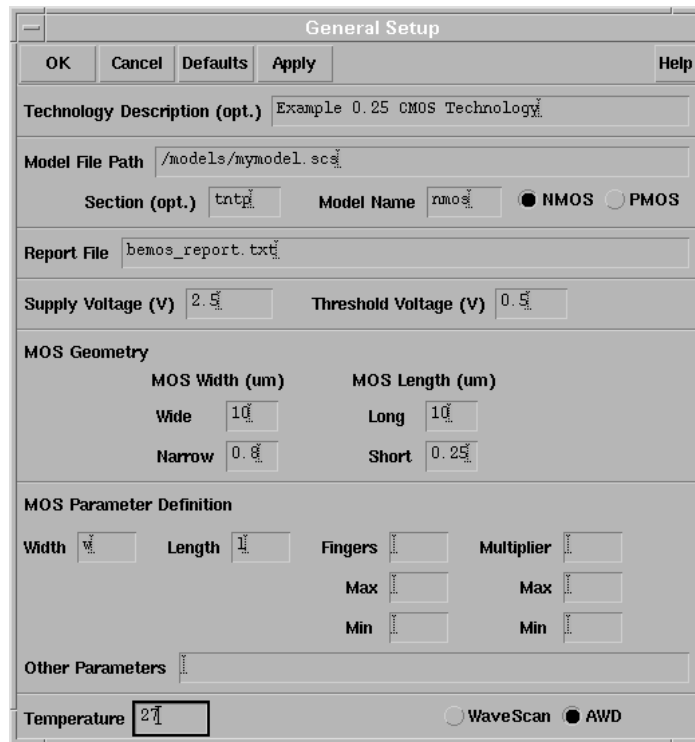 General Setup
OK Cancel Defaults Apply Help
Technology Description (opt.) Example 0.25 CMOS Technology
Model File Path /models/mymodel.scs
Section (opt.) tntp Model Name nmos NMOS PMOS
Report File bemos_report.txt
Supply Voltage (V) 2.5 Threshold Voltage (V) 0.5
MOS Geometry
MOS Width (um) MOS Length (um)
Wide 10 Long 10
Narrow 0.8 Short 0.25
MOS Parameter Definition
Width w Length l Fingers Multiplier
Max Max
Min Min
Other Parameters
Temperature 27 WaveScan AWD